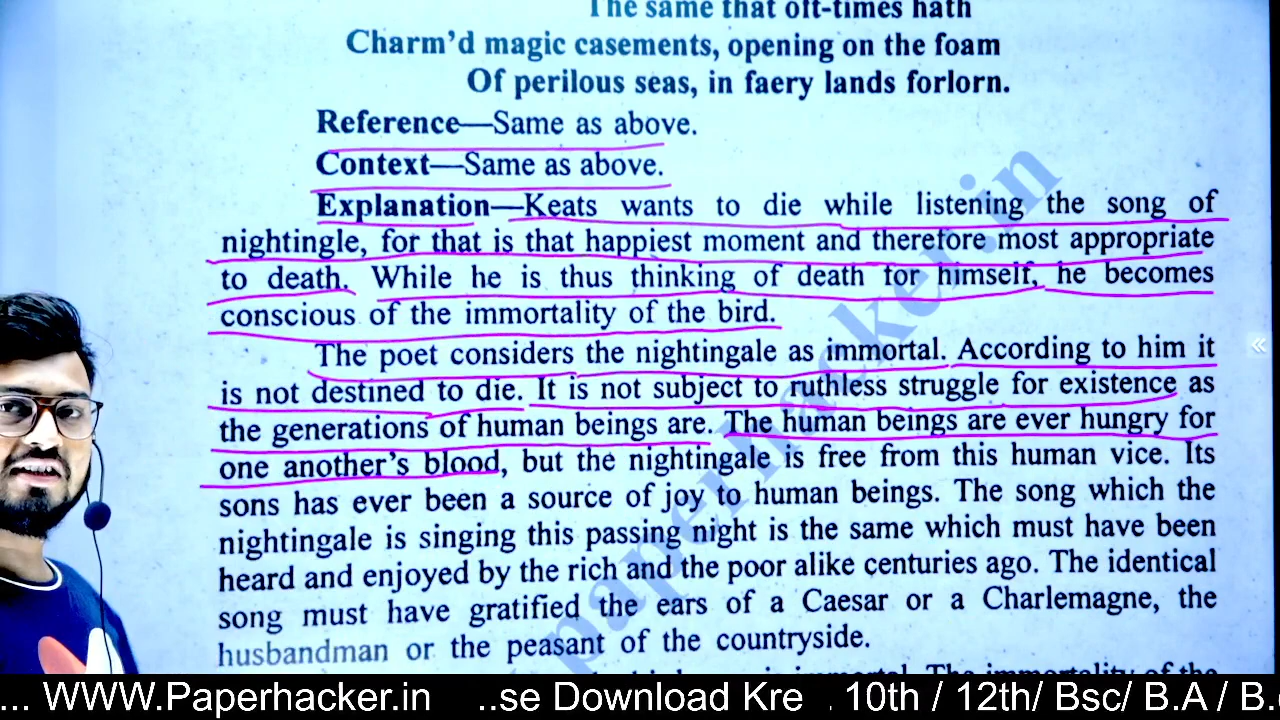 The same that oft-times hath
Charm'd magic casements, opening on the foam
Of perilous seas, in faery lands forlorn.
Reference—Same as above.
Context—Same as above.
Explanation—Keats wants to die while listening the song of
nightingle, for that is that happiest moment and therefore most appropriate
to death. While he is thus thinking of death for himself, he becomes
conscious of the immortality of the bird.
The poet considers the nightingale as immortal. According to him it
is not destined to die. It is not subject to ruthless struggle for existence as
the generations of human beings are. The human beings are ever hungry for
one another's blood, but the nightingale is free from this human vice. Its
sons has ever been a source of joy to human beings. The song which the
nightingale is singing this passing night is the same which must have been
heard and enjoyed by the rich and the poor alike centuries ago. The identical
song must have gratified the ears of a Caesar or a Charlemagne, the
husbandman or the peasant of the countryside.
immortal. The immortality of the
paperhacker.in
... WWW.Paperhacker.in ..se Download Kre . 10th / 12th/ Bsc/ B.A / B.